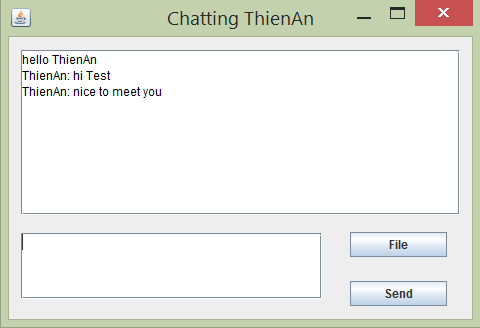 Chatting ThienAn
hello ThienAn
ThienAn: hi Test
ThienAn: nice to meet you
File
Send